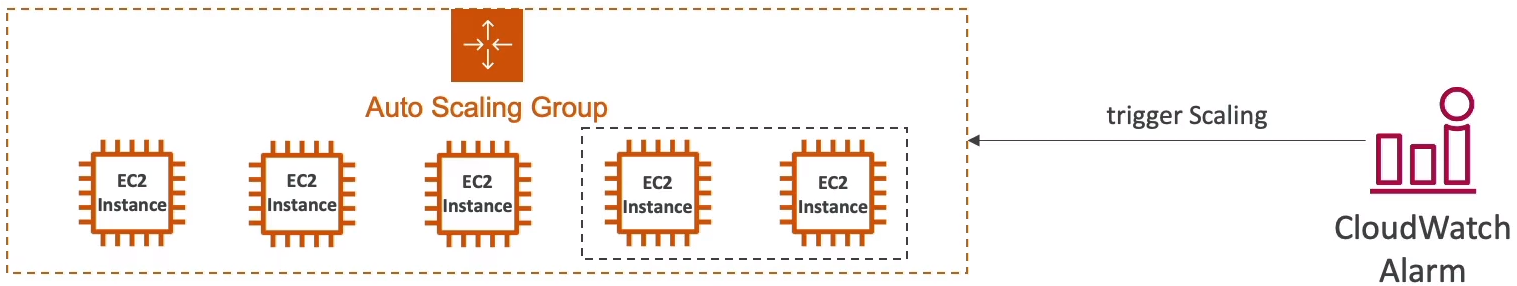 Auto Scaling Group
trigger Scaling
EC2
Instance
EC2
Instance
EC2
Instance
EC2
Instance
EC2
Instance
CloudWatch
Alarm